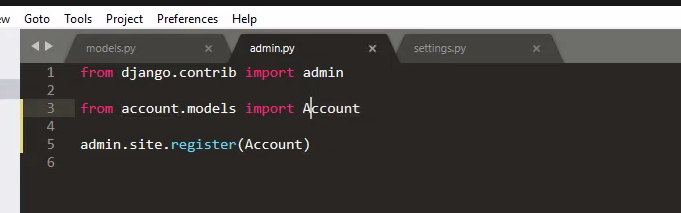 Goto Tools Project Preferences Help
models.py × admin.py × settings.py ×
1 from django.contrib import admin
2
3 from account.models import Account
4
5 admin.site.register(Account)
6